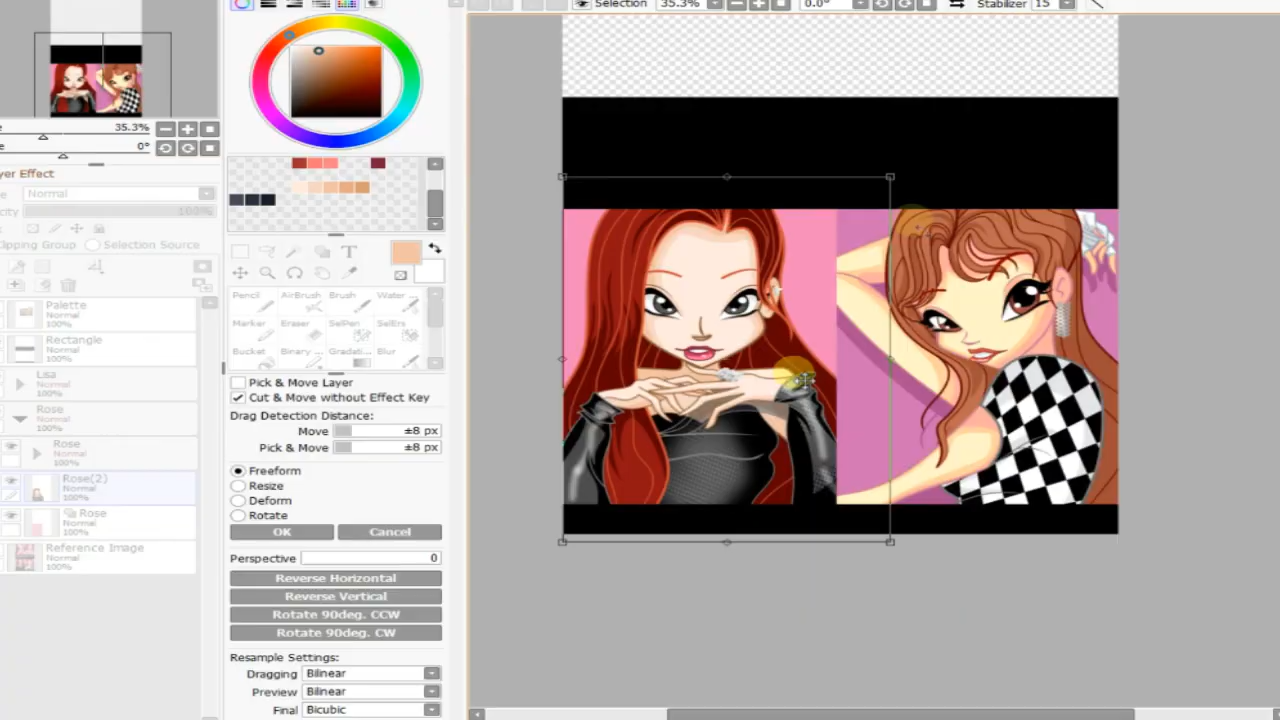 Selection 35.3% 0.0° Stabilizer 15
35.3%
0°
yer Effect
Normal
100%
Clipping Group Selection Source
Palette
Normal
100%
Rectangle
Normal
100%
Lisa
Normal
100%
Rose
Normal
100%
Rose
Normal
100%
Rose(2)
Normal
100%
Rose
Normal
100%
Reference Image
Normal
100%
T
Pencil AirBrush Brush Water...
Marker Eraser SelPen SelErs
Bucket Binary ... Gradati... Blur
Pick & Move Layer
Cut & Move without Effect Key
Drag Detection Distance:
Move ±8 px
Pick & Move ±8 px
Freeform
Resize
Deform
Rotate
OK Cancel
Perspective 0
Reverse Horizontal
Reverse Vertical
Rotate 90deg. CCW
Rotate 90deg. CW
Resample Settings:
Dragging Bilinear
Preview Bilinear
Final Bicubic